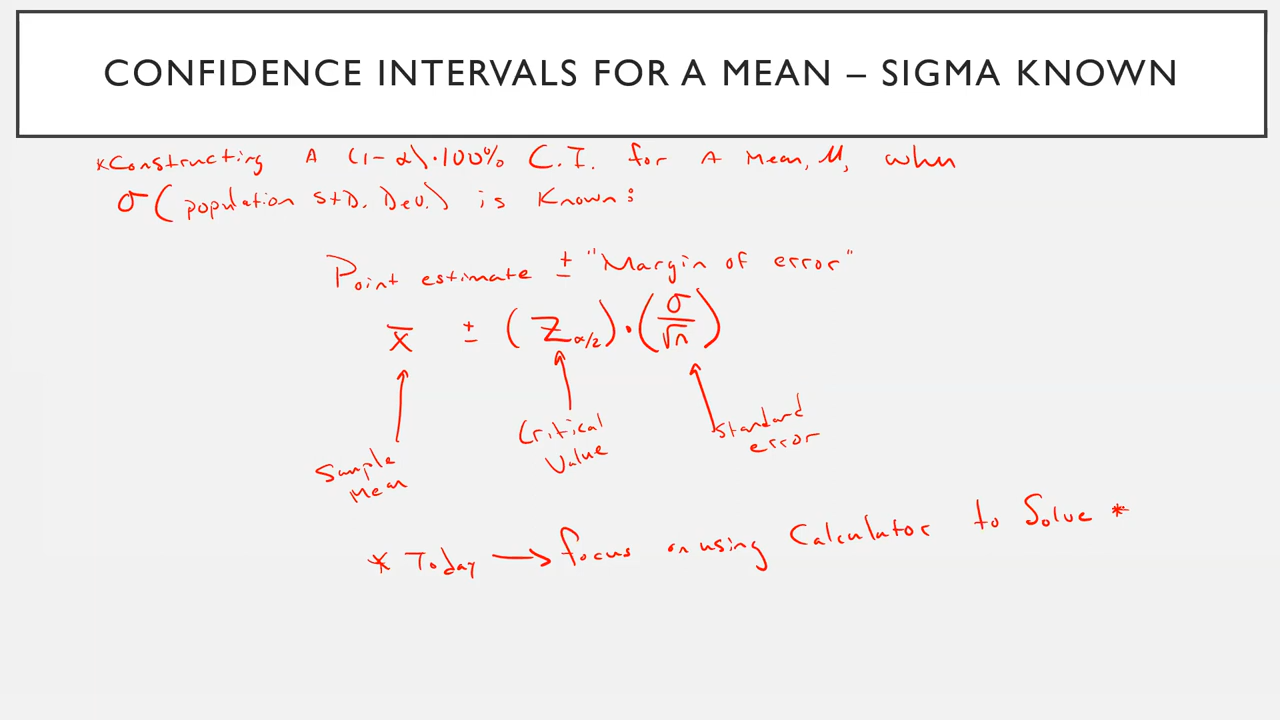 CONFIDENCE INTERVALS FOR A MEAN – SIGMA KNOWN
*Constructing A (1-α)·100% C.I. for A Mean, μ, when
σ (population StD. Dev.) is Known:
Point estimate ± "Margin of error"
x̄ ± (Z α/2) · (σ/√n)
Sample Mean
Critical Value
Standard error
* Today → focus on using Calculator to Solve *